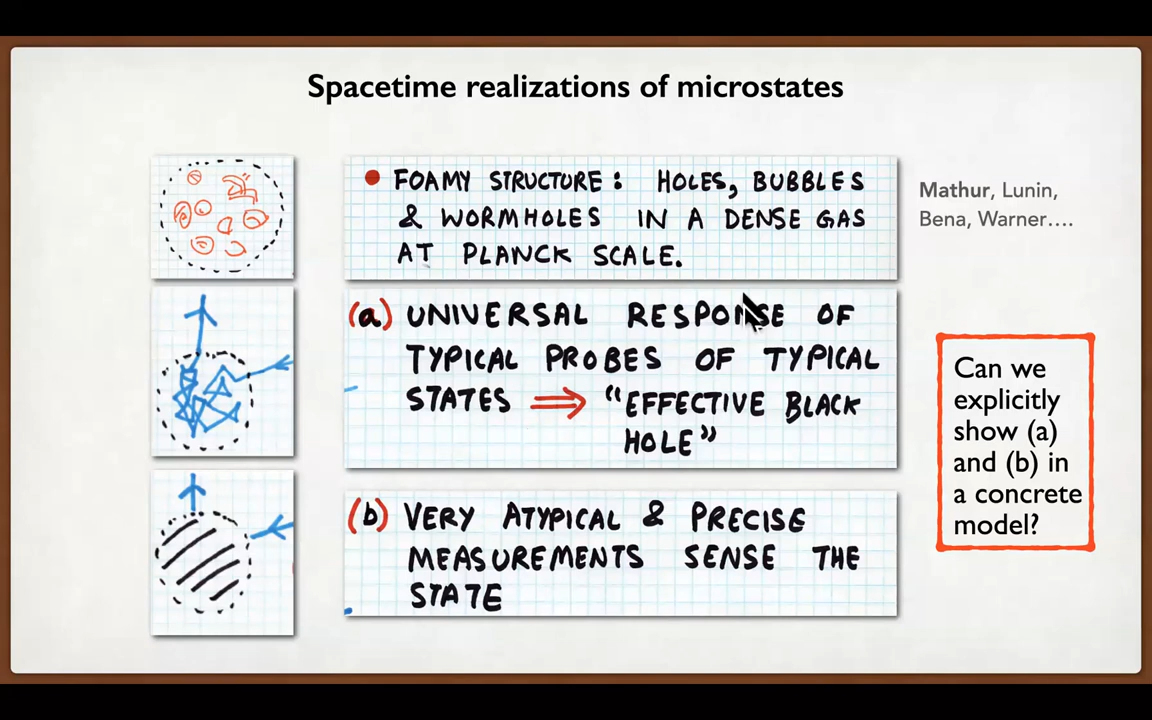 Spacetime realizations of microstates
FOAMY STRUCTURE: HOLES, BUBBLES
& WORMHOLES IN A DENSE GAS
AT PLANCK SCALE.
Mathur, Lunin,
Bena, Warner....
(a) UNIVERSAL RESPONSE OF
TYPICAL PROBES OF TYPICAL
STATES ⇒ "EFFECTIVE BLACK
HOLE"
(b) VERY ATYPICAL & PRECISE
MEASUREMENTS SENSE THE
STATE
Can we
explicitly
show (a)
and (b) in
a concrete
model?